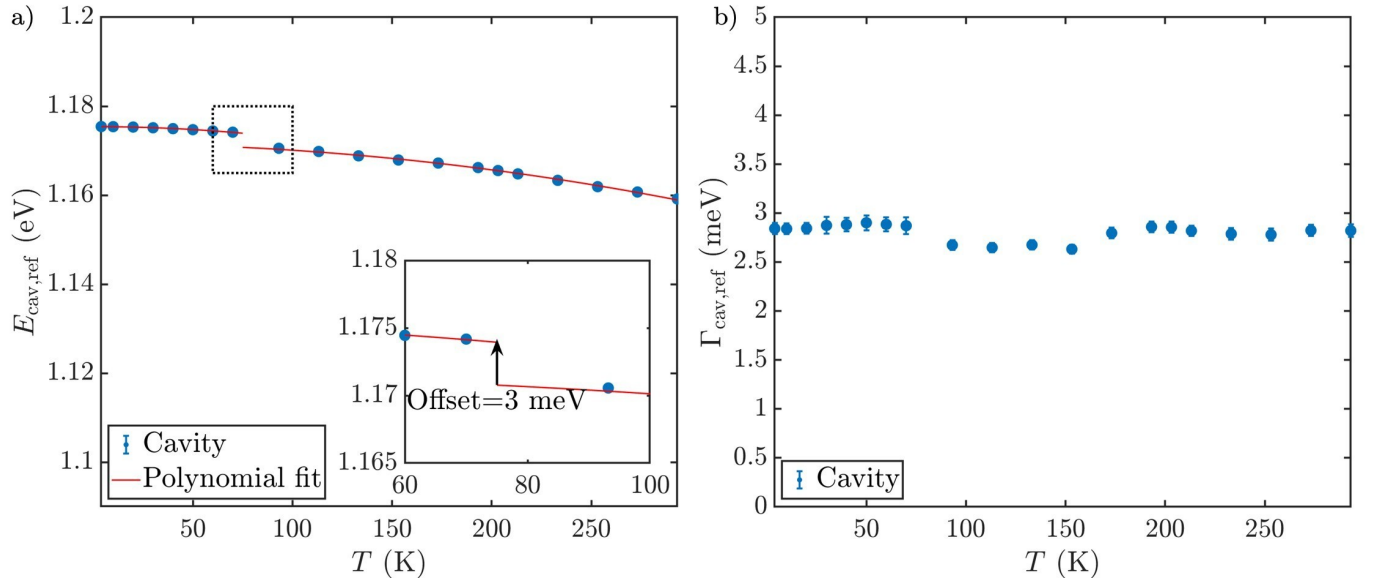 a)
1.2
1.18
1.16
1.14
1.12
1.1
E_cav,ref (eV)
50 100 150 200 250
T (K)
Cavity
Polynomial fit
1.18
1.175
1.17
1.165
60 80 100
Offset=3 meV
b)
5
4.5
4
3.5
3
2.5
2
1.5
1
0.5
0
Γ_cav,ref (meV)
50 100 150 200 250
T (K)
Cavity